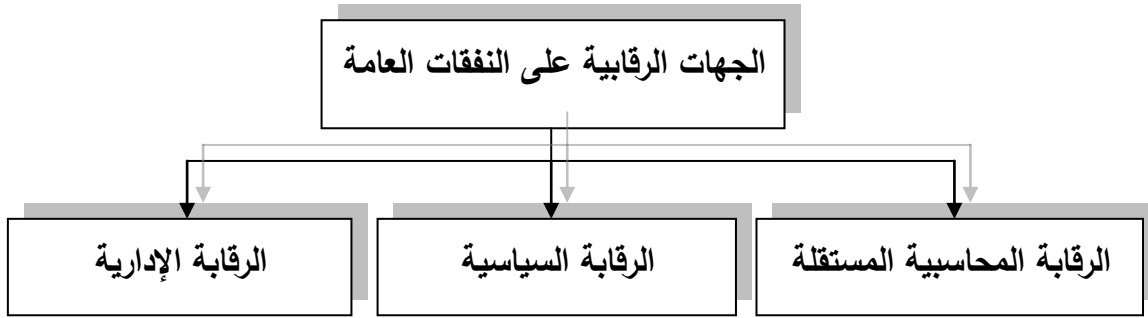 الجهات الرقابية على النفقات العامة
الرقابة المحاسبية المستقلة
الرقابة السياسية
الرقابة الإدارية